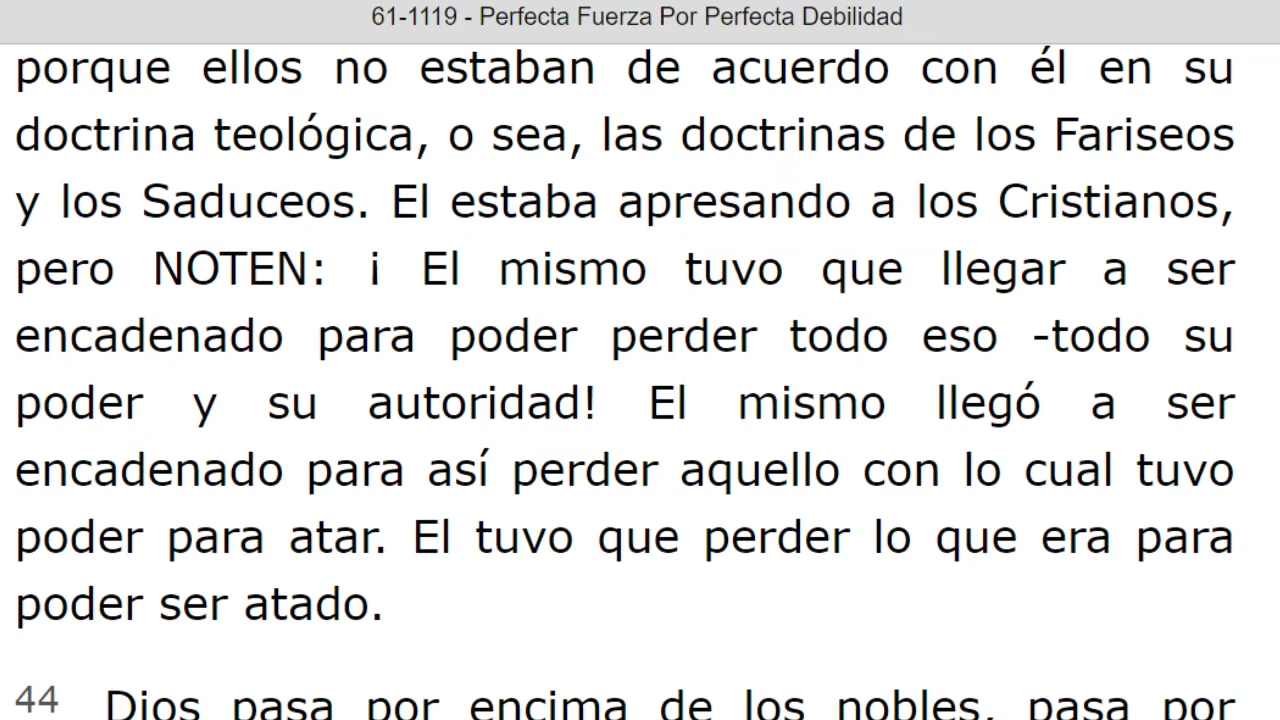 61-1119 - Perfecta Fuerza Por Perfecta Debilidad
porque ellos no estaban de acuerdo con él en su
doctrina teológica, o sea, las doctrinas de los Fariseos
y los Saduceos. El estaba apresando a los Cristianos,
pero NOTEN: i El mismo tuvo que llegar a ser
encadenado para poder perder todo eso -todo su
poder y su autoridad! El mismo llegó a ser
encadenado para así perder aquello con lo cual tuvo
poder para atar. El tuvo que perder lo que era para
poder ser atado.
44 Dios pasa por encima de los nobles, pasa por